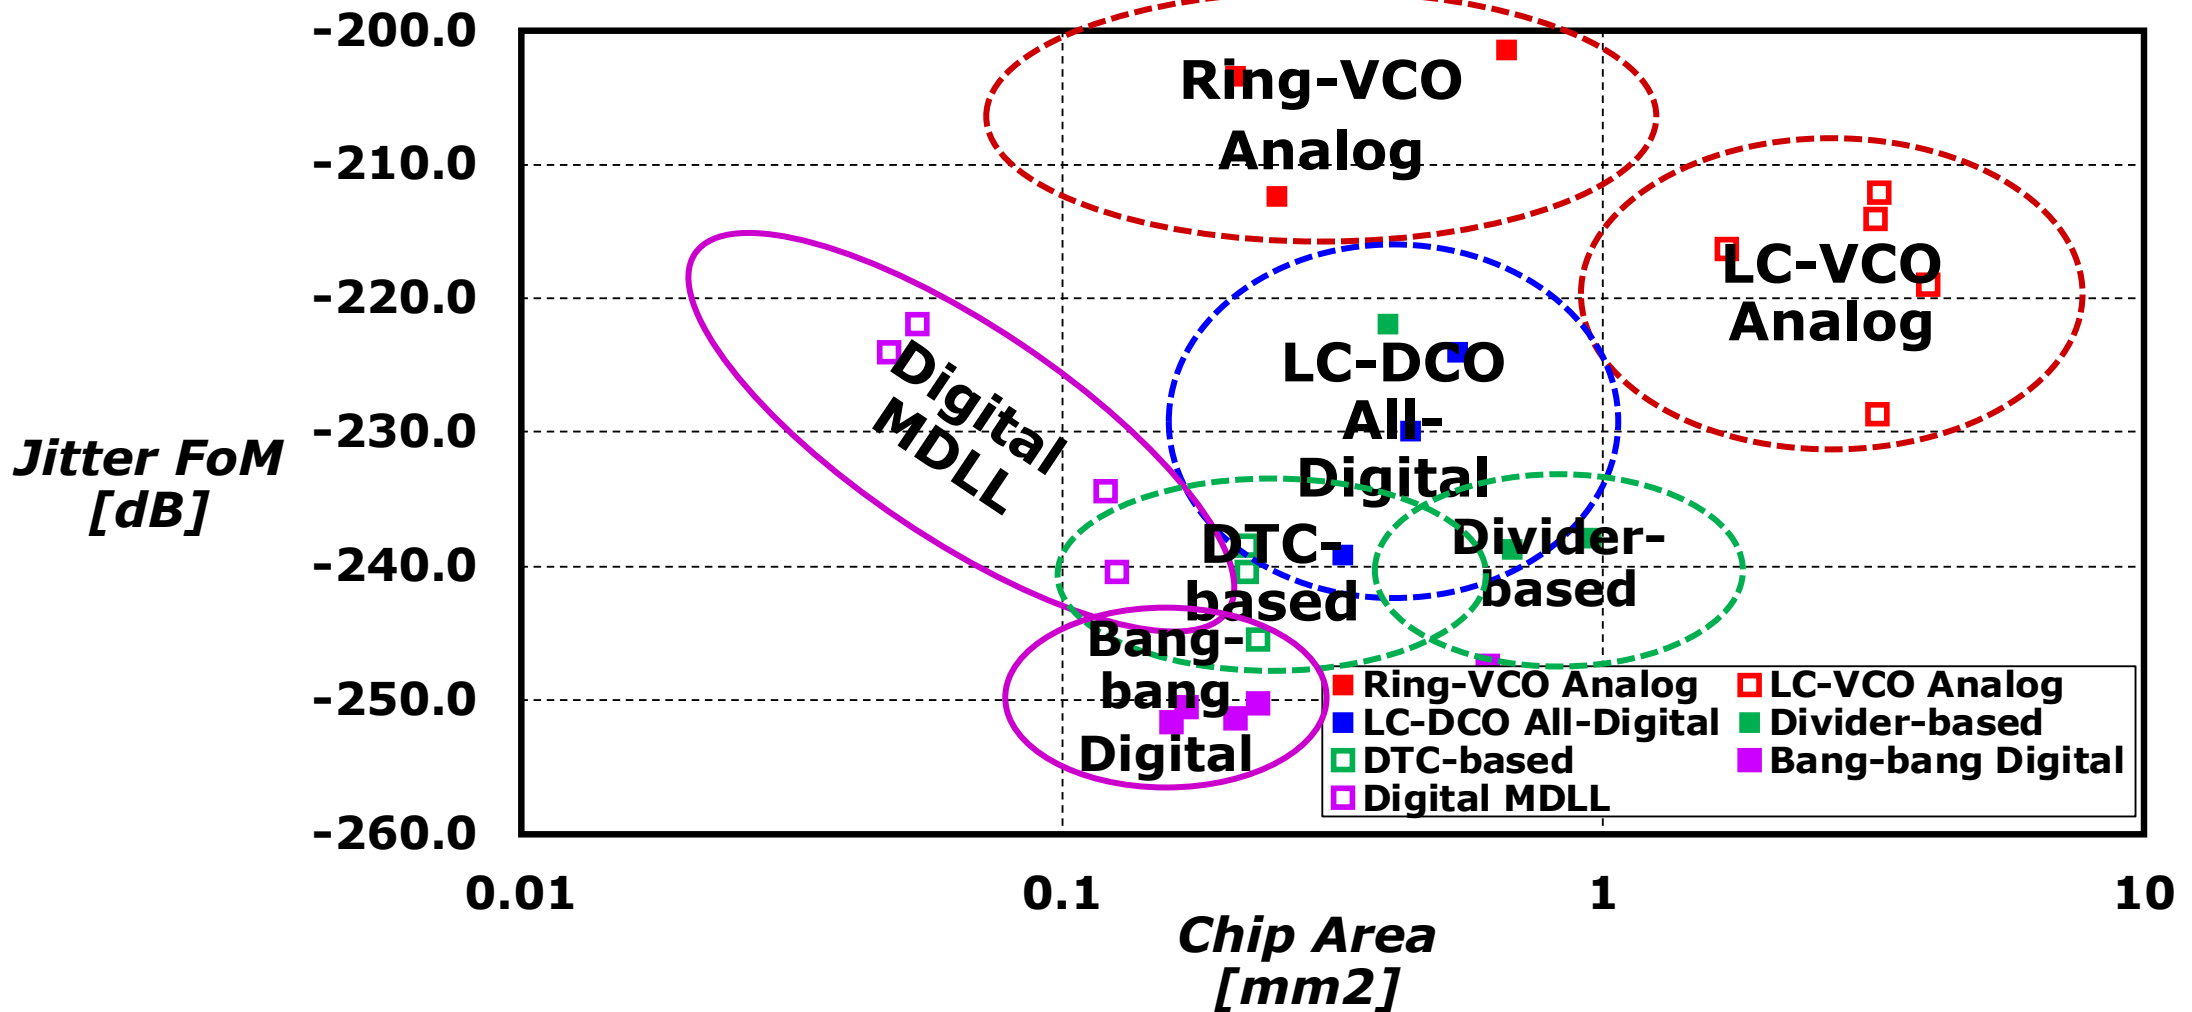 -200.0
-210.0
-220.0
-230.0
-240.0
-250.0
-260.0
Jitter FoM
[dB]
Ring-VCO
Analog
LC-VCO
Analog
LC-DCO
All-
Digital
Digital
MDLL
DTC-
based
Divider-
based
Bang-
bang
Digital
Ring-VCO Analog
LC-VCO Analog
LC-DCO All-Digital
Divider-based
DTC-based
Bang-bang Digital
Digital MDLL
0.01
0.1
1
10
Chip Area
[mm2]